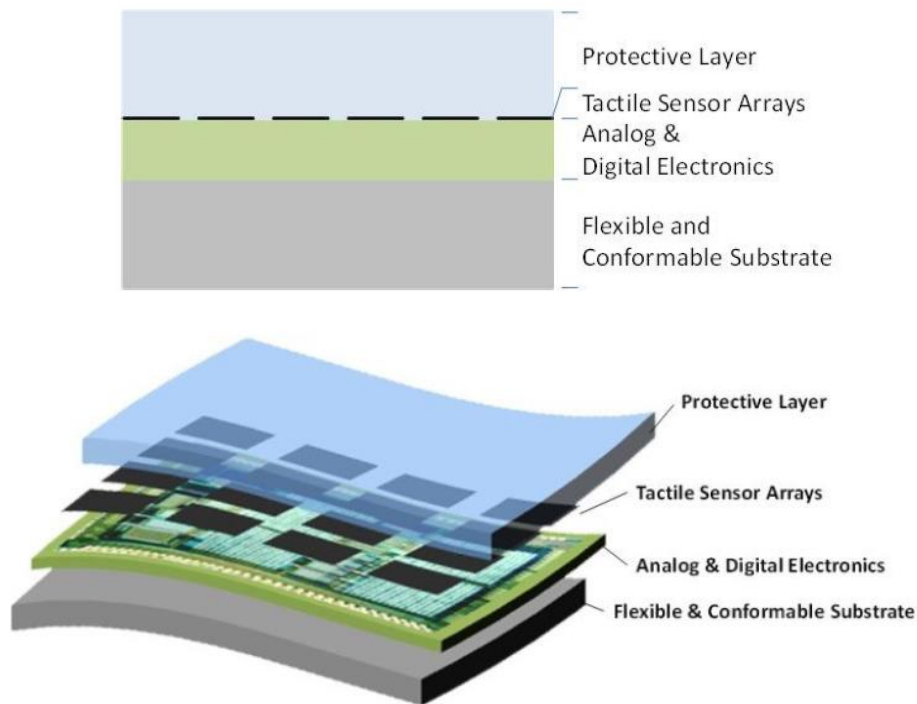 Protective Layer
Tactile Sensor Arrays
Analog &
Digital Electronics
Flexible and
Conformable Substrate
Protective Layer
Tactile Sensor Arrays
Analog & Digital Electronics
Flexible & Conformable Substrate